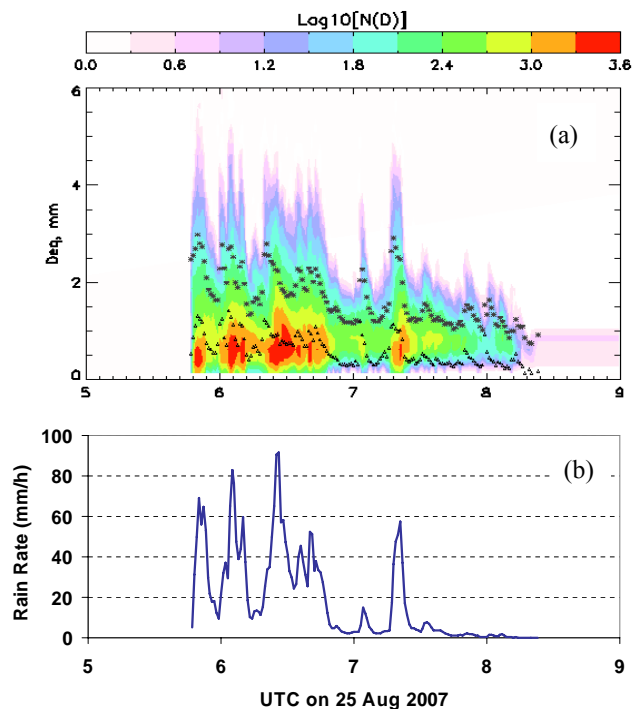 Log10[N(D)]
0.0 0.6 1.2 1.8 2.4 3.0 3.6
6
(a)
4
Deq, mm
2
0
5 6 7 8 9
100
(b)
80
Rain Rate (mm/h)
60
40
20
0
5 6 7 8 9
UTC on 25 Aug 2007